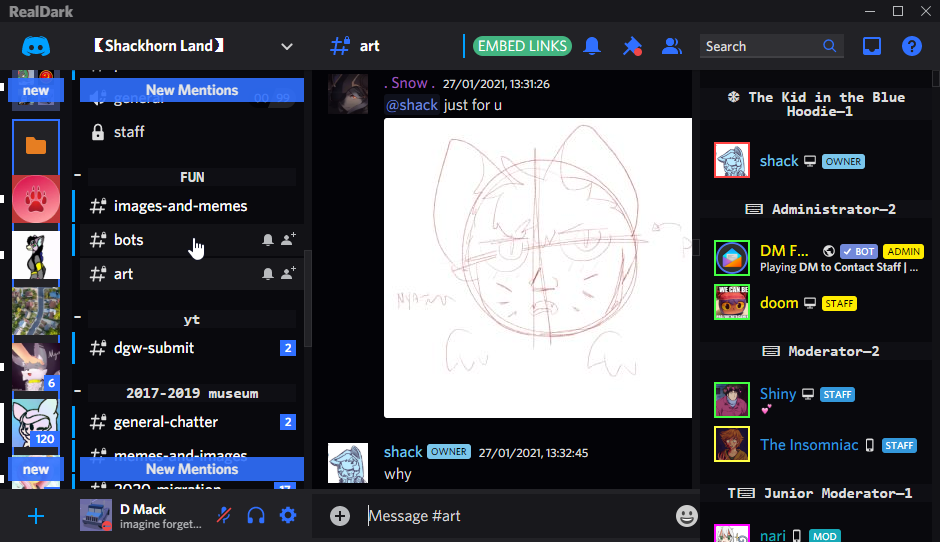 RealDark
【Shackhorn Land】
art
EMBED LINKS
Search
new
New Mentions
general
00 99
staff
FUN
images-and-memes
bots
art
yt
dgw-submit
2
2017-2019 museum
general-chatter
2
memes-and-images
new
New Mentions
2020-migration
6
120
D Mack
imagine forget...
. Snow . 27/01/2021, 13:31:26
@shack just for u
shack OWNER 27/01/2021, 13:32:45
why
Message #art
The Kid in the Blue
Hoodie—1
shack OWNER
Administrator—2
DM F... BOT ADMIN
Playing DM to Contact Staff | ...
WE CAN BE
doom STAFF
Moderator—2
Shiny STAFF
The Insomniac STAFF
Junior Moderator—1
nari MOD